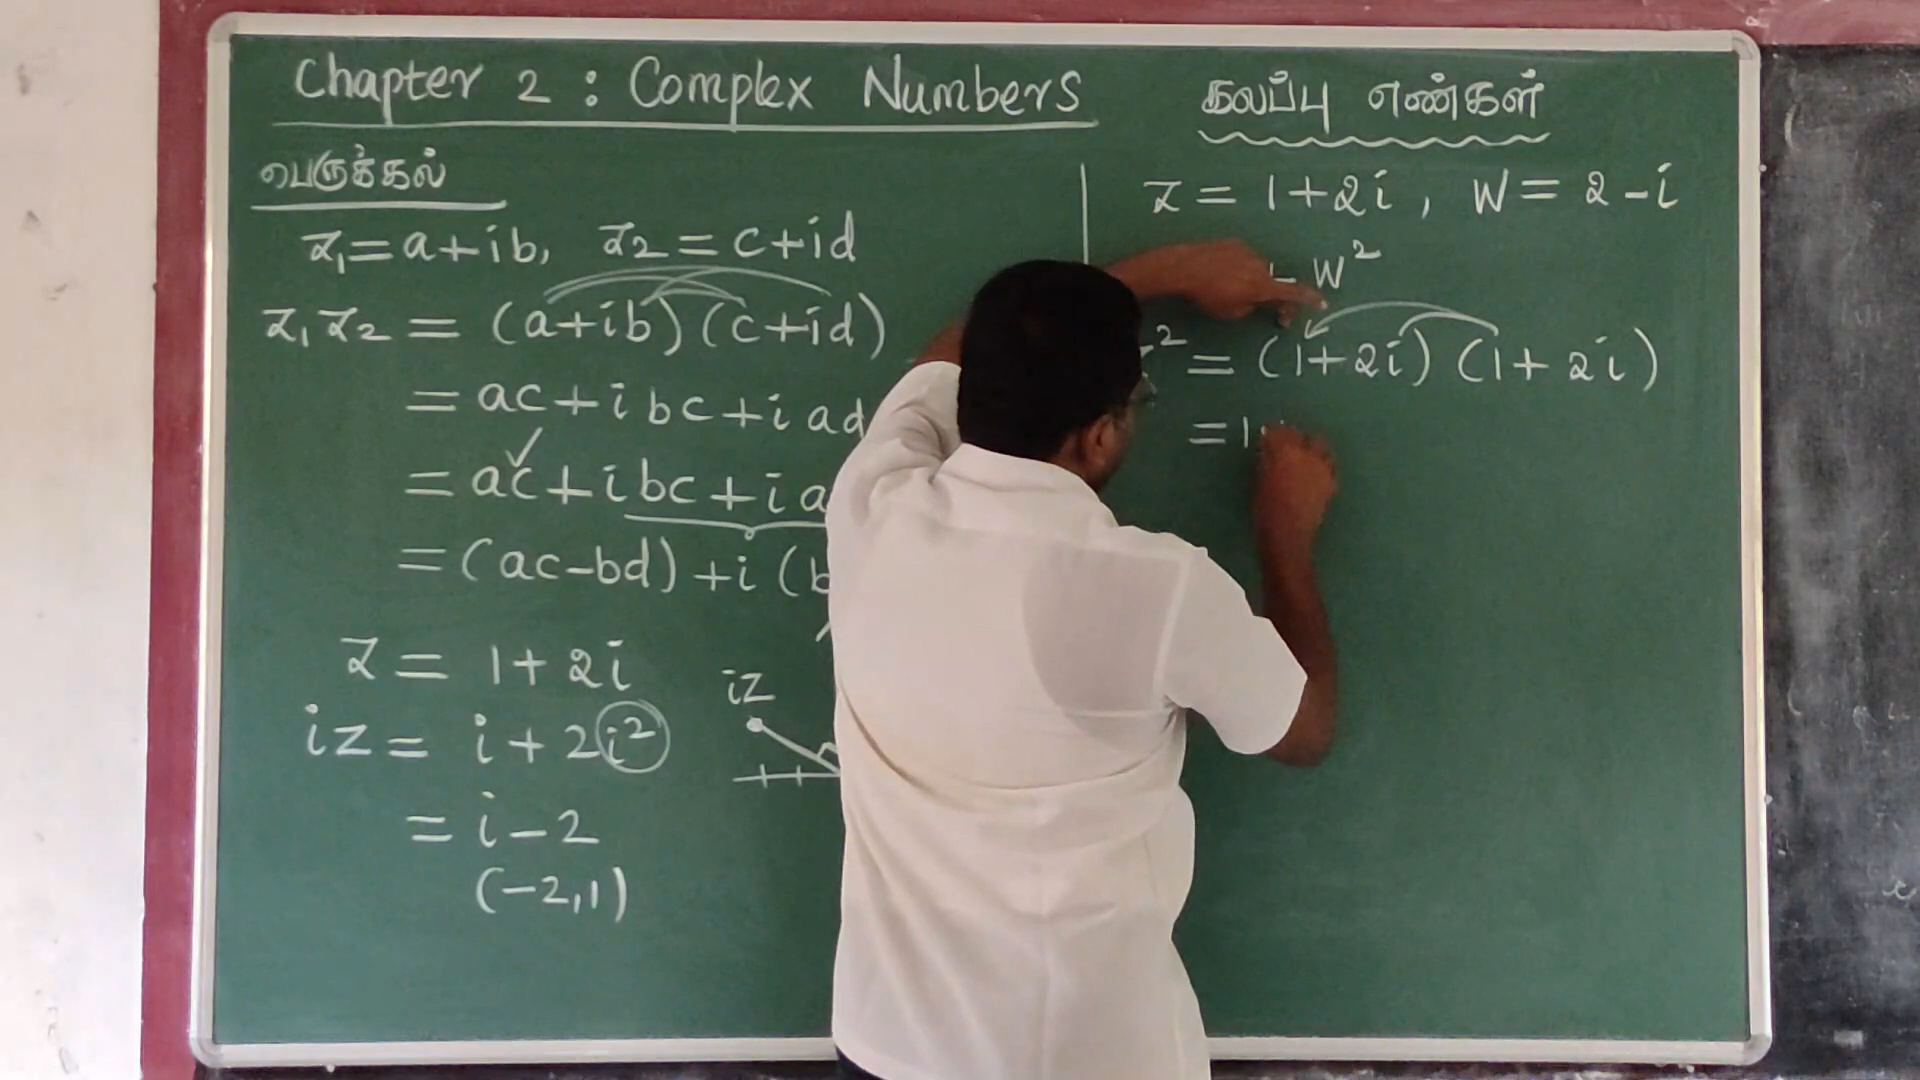 Chapter 2 : Complex Numbers
கலப்பு எண்கள்
பெருக்கல்
z₁ = a+ib, z₂ = c+id
z₁z₂ = (a+ib)(c+id)
= ac+ibc+iad
= ac+ibc+ia
= (ac-bd)+i(b
z = 1+2i
iz = i+2i²
= i-2
(-2,1)
iz
z = 1+2i, w = 2-i
- w²
² = (1+2i)(1+2i)
= 1